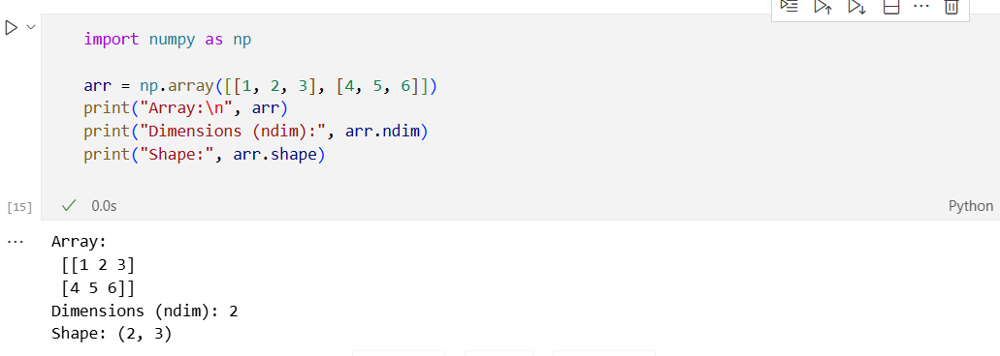 import numpy as np
arr = np.array([[1, 2, 3], [4, 5, 6]])
print("Array:\n", arr)
print("Dimensions (ndim):", arr.ndim)
print("Shape:", arr.shape)
[15] 0.0s Python
Array:
[[1 2 3]
[4 5 6]]
Dimensions (ndim): 2
Shape: (2, 3)